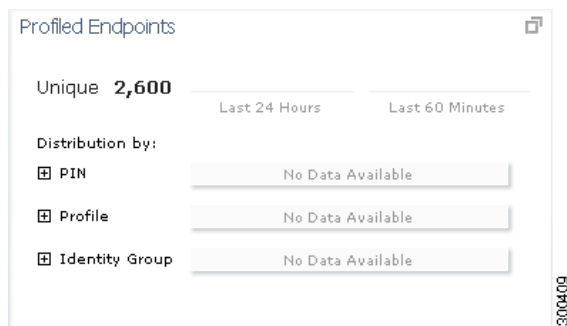 Profiled Endpoints
Unique 2,600
Last 24 Hours Last 60 Minutes
Distribution by:
PIN No Data Available
Profile No Data Available
Identity Group No Data Available
300409